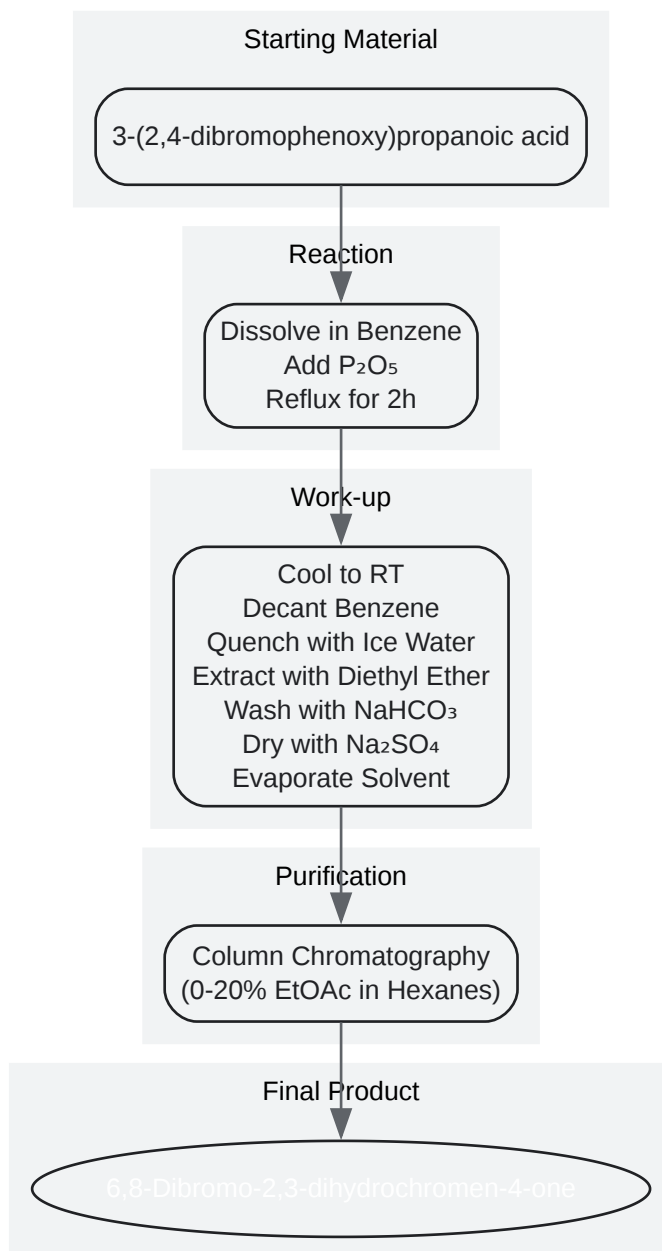 Starting Material
3-(2,4-dibromophenoxy)propanoic acid
Reaction
Dissolve in Benzene
Add P₂O₅
Reflux for 2h
Work-up
Cool to RT
Decant Benzene
Quench with Ice Water
Extract with Diethyl Ether
Wash with NaHCO₃
Dry with Na₂SO₄
Evaporate Solvent
Purification
Column Chromatography
(0-20% EtOAc in Hexanes)
Final Product
6,8-Dibromo-2,3-dihydrochromen-4-one